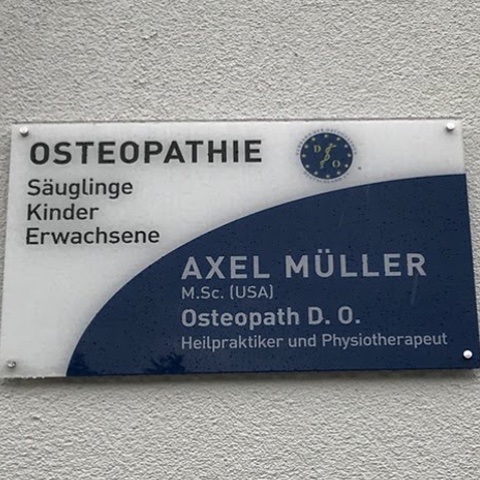 OSTEOPATHIE
D O
Säuglinge
Kinder
Erwachsene
AXEL MÜLLER
M.Sc. (USA)
Osteopath D. O.
Heilpraktiker und Physiotherapeut